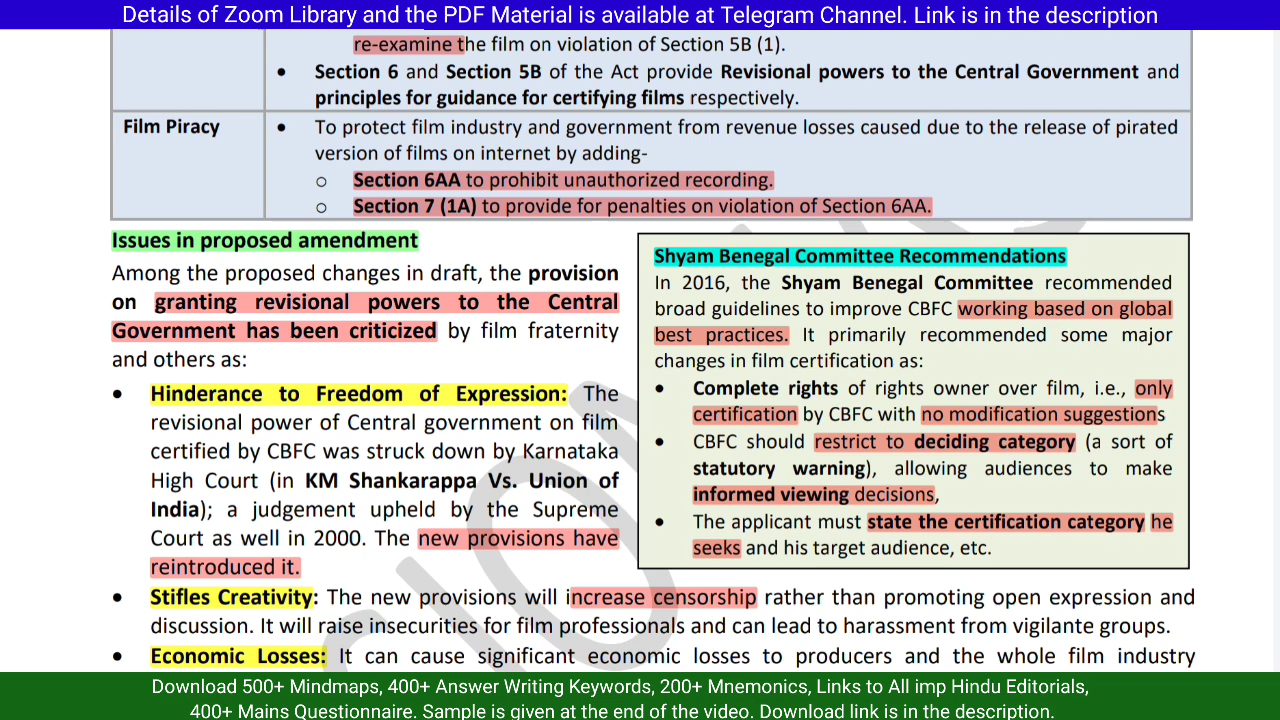 Details of Zoom Library and the PDF Material is available at Telegram Channel. Link is in the description
re-examine the film on violation of Section 5B (1).
• Section 6 and Section 5B of the Act provide Revisional powers to the Central Government and
principles for guidance for certifying films respectively.
Film Piracy
• To protect film industry and government from revenue losses caused due to the release of pirated
version of films on internet by adding-
o Section 6AA to prohibit unauthorized recording.
o Section 7 (1A) to provide for penalties on violation of Section 6AA.
Issues in proposed amendment
Among the proposed changes in draft, the provision
on granting revisional powers to the Central
Government has been criticized by film fraternity
and others as:
• Hinderance to Freedom of Expression: The
revisional power of Central government on film
certified by CBFC was struck down by Karnataka
High Court (in KM Shankarappa Vs. Union of
India); a judgement upheld by the Supreme
Court as well in 2000. The new provisions have
reintroduced it.
Shyam Benegal Committee Recommendations
In 2016, the Shyam Benegal Committee recommended
broad guidelines to improve CBFC working based on global
best practices. It primarily recommended some major
changes in film certification as:
• Complete rights of rights owner over film, i.e., only
certification by CBFC with no modification suggestions
• CBFC should restrict to deciding category (a sort of
statutory warning), allowing audiences to make
informed viewing decisions,
• The applicant must state the certification category he
seeks and his target audience, etc.
• Stifles Creativity: The new provisions will increase censorship rather than promoting open expression and
discussion. It will raise insecurities for film professionals and can lead to harassment from vigilante groups.
• Economic Losses: It can cause significant economic losses to producers and the whole film industry
Download 500+ Mindmaps, 400+ Answer Writing Keywords, 200+ Mnemonics, Links to All imp Hindu Editorials,
400+ Mains Questionnaire. Sample is given at the end of the video. Download link is in the description.